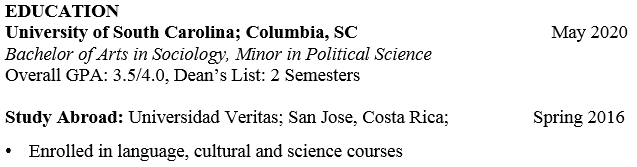 EDUCATION
University of South Carolina; Columbia, SC May 2020
Bachelor of Arts in Sociology, Minor in Political Science
Overall GPA: 3.5/4.0, Dean's List: 2 Semesters
Study Abroad: Universidad Veritas; San Jose, Costa Rica; Spring 2016
• Enrolled in language, cultural and science courses